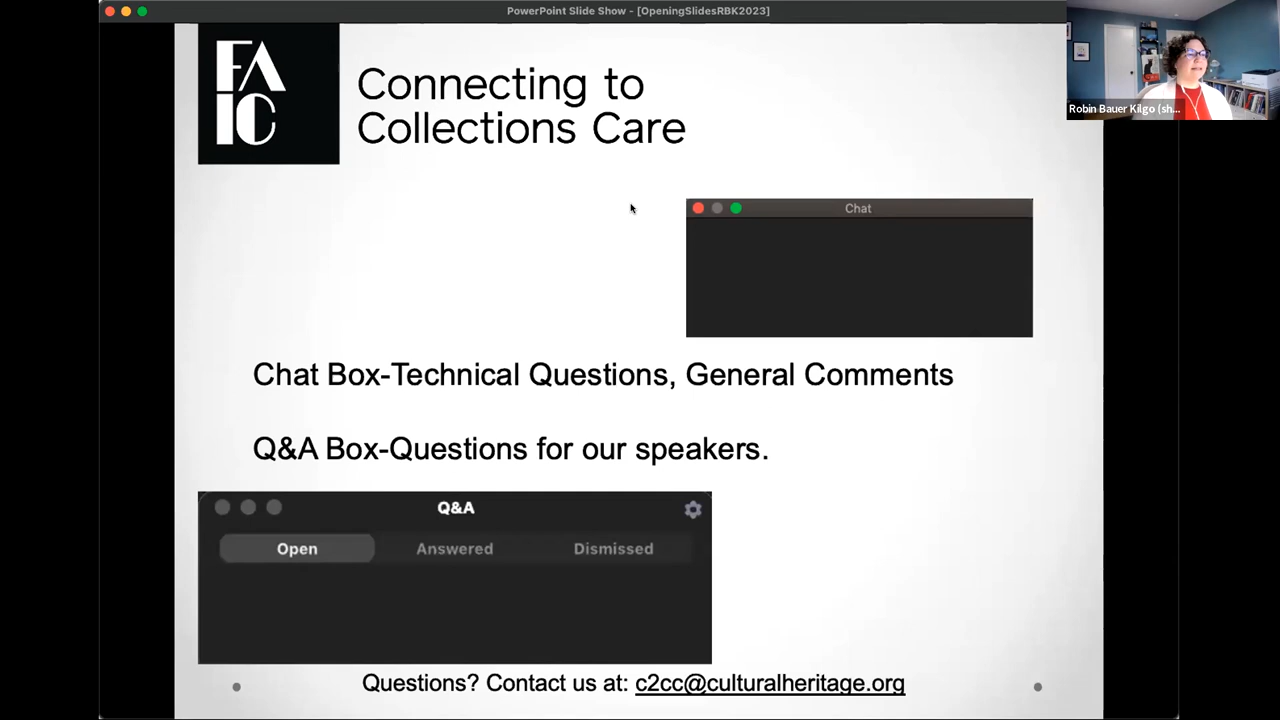 PowerPoint Slide Show - [OpeningSlidesRBK2023]
FA
IC
Connecting to
Collections Care
Robin Bauer Kilgo (sh...
Chat
Chat Box-Technical Questions, General Comments
Q&A Box-Questions for our speakers.
Q&A
Open Answered Dismissed
Questions? Contact us at: c2cc@culturalheritage.org